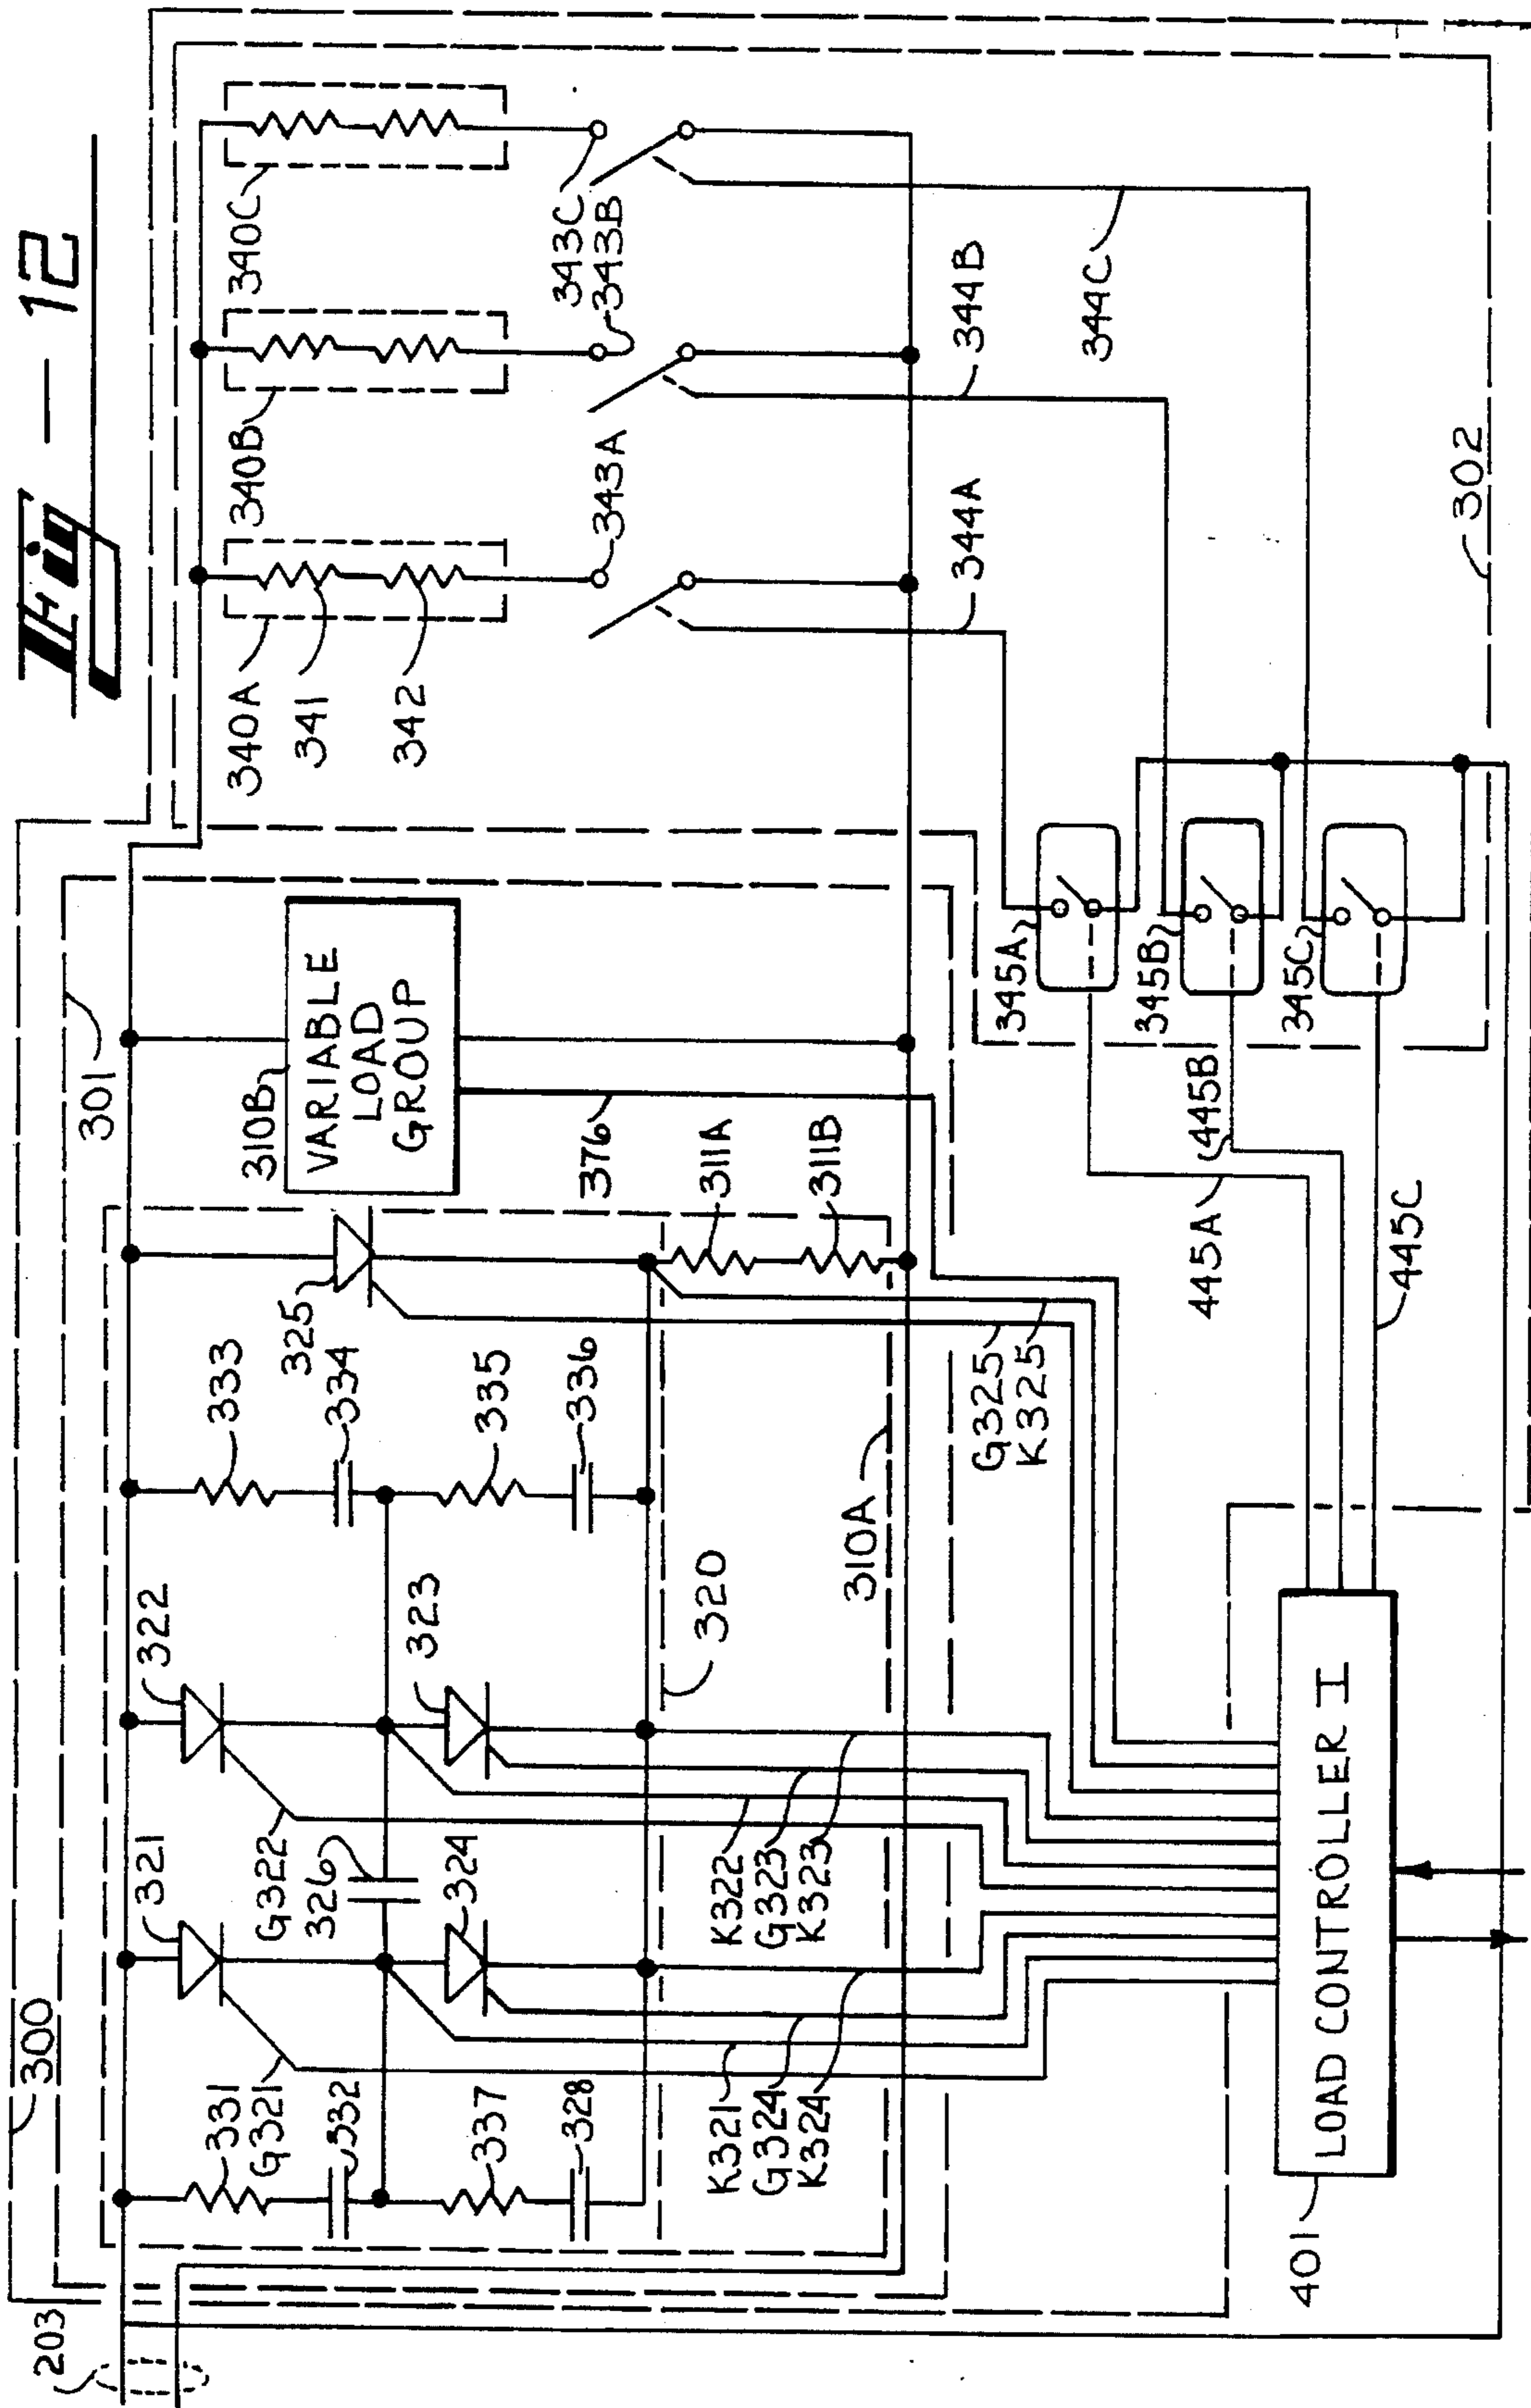 Fig — 12
203
300
301
331
G321
332
321
G322
326
322
333
334
325
310B
VARIABLE
LOAD
GROUP
340A
341
342
340B
340C
337
328
324
323
335
336
376
311A
311B
343A
343C
343B
K321
G324
K324
K322
G323
K323
320
310A
G325
K325
344A
344B
344C
345A
345B
345C
445A
445B
445C
302
401
LOAD CONTROLLER I